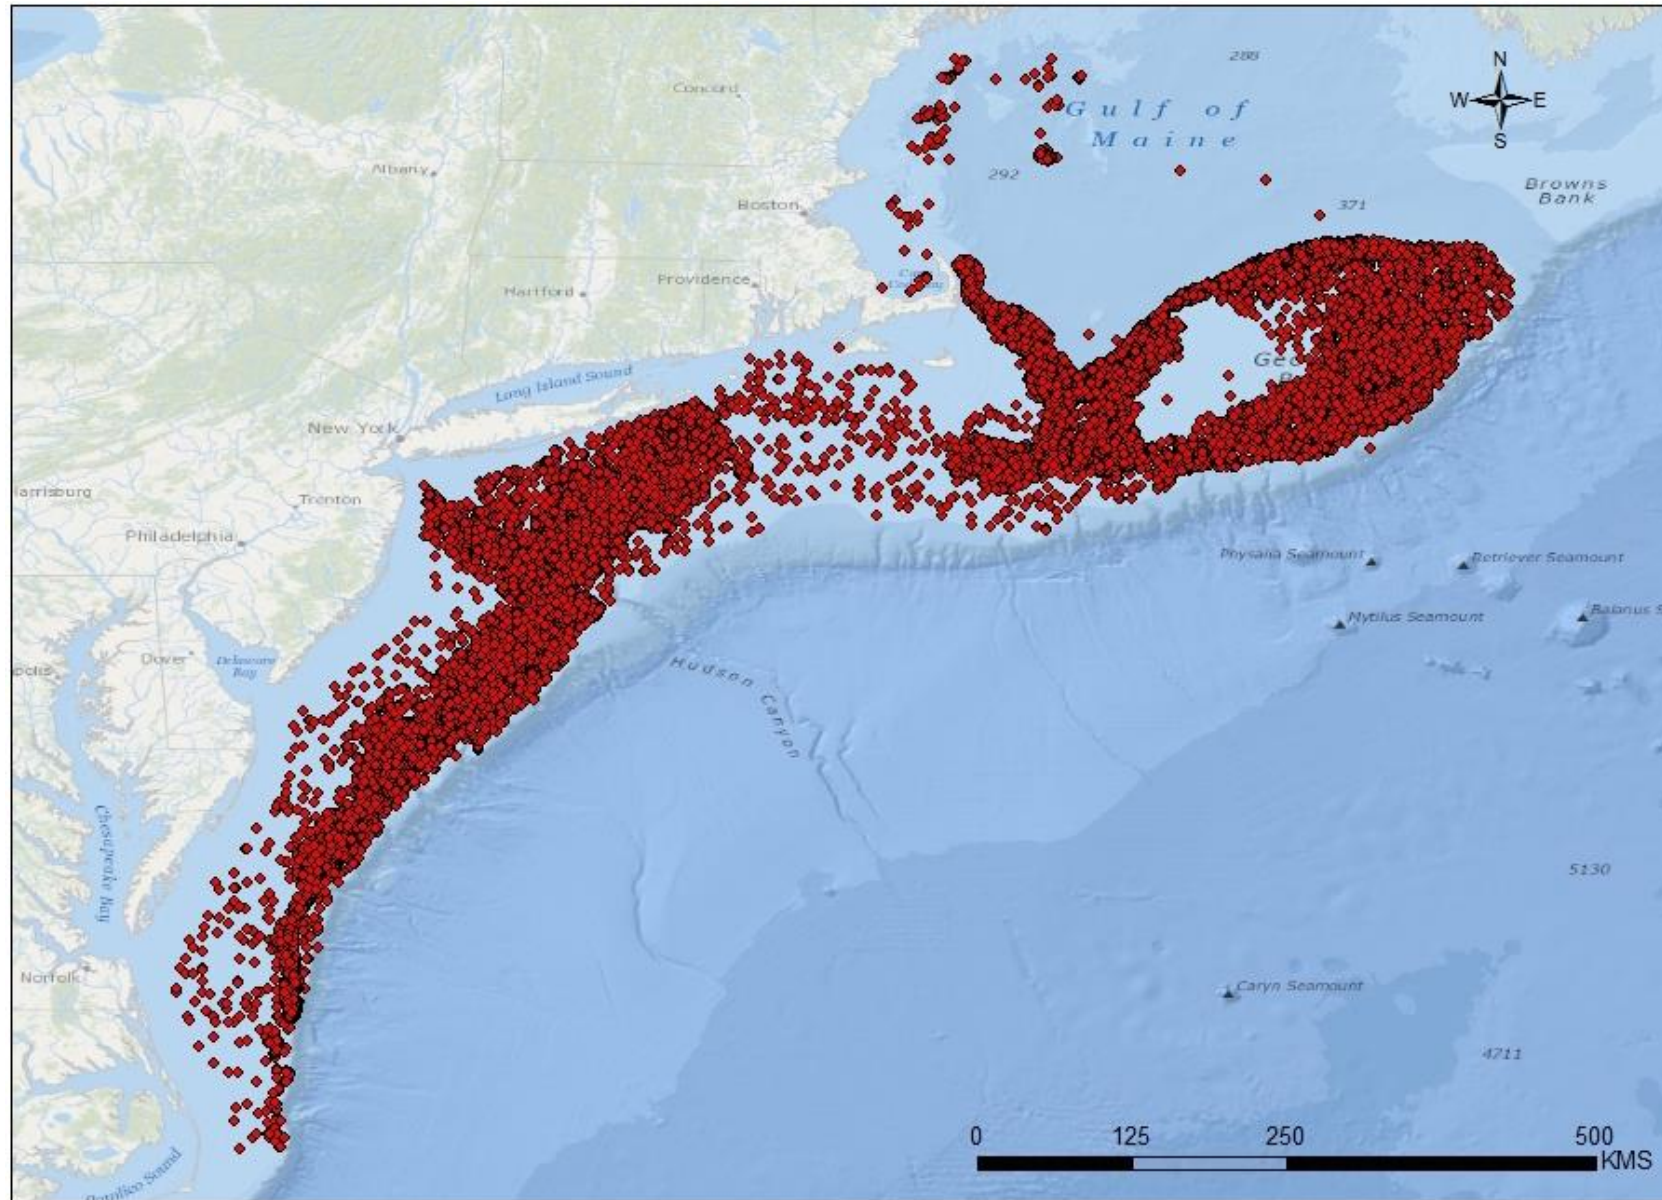 288
N
Concord
W E
Gulf of
Maine
S
Albany
292
Browns
Bank
Boston
371
Providence
Hartford
Long Island Sound
New York
Trenton
Philadelphia
Physalia Seamount
Retriever Seamount
Mytilus Seamount
Dover
Delaware
Bay
Hudson Canyon
Chesapeake Bay
5130
Norfolk
Caryn Seamount
4711
0 125 250 500
KMS